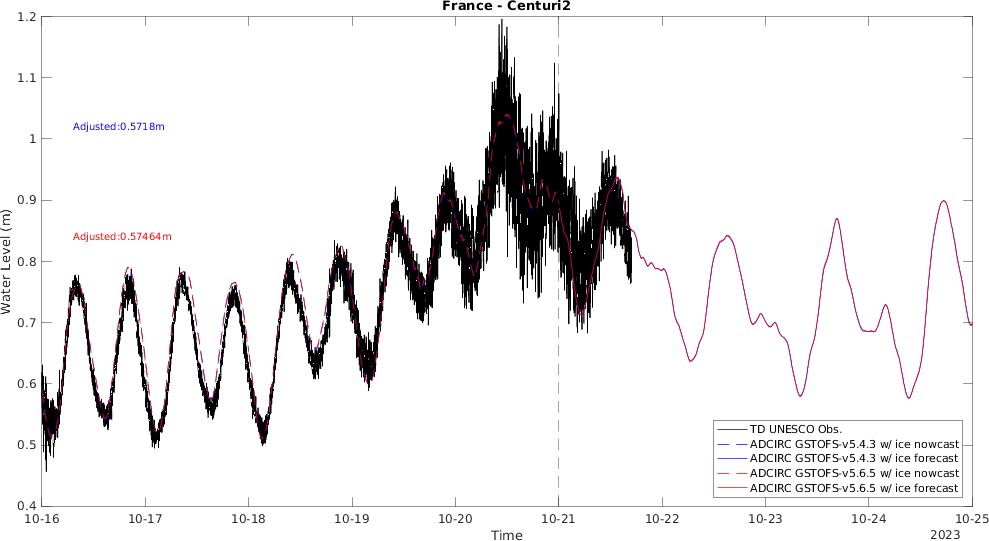 France - Centuri2
1.2
1.1
1
0.9
0.8
0.7
0.6
0.5
0.4
Water Level (m)
Adjusted:0.5718m
Adjusted:0.57464m
TD UNESCO Obs.
ADCIRC GSTOFS-v5.4.3 w/ ice nowcast
ADCIRC GSTOFS-v5.4.3 w/ ice forecast
ADCIRC GSTOFS-v5.6.5 w/ ice nowcast
ADCIRC GSTOFS-v5.6.5 w/ ice forecast
10-16 10-17 10-18 10-19 10-20 10-21 10-22 10-23 10-24 10-25
Time
2023